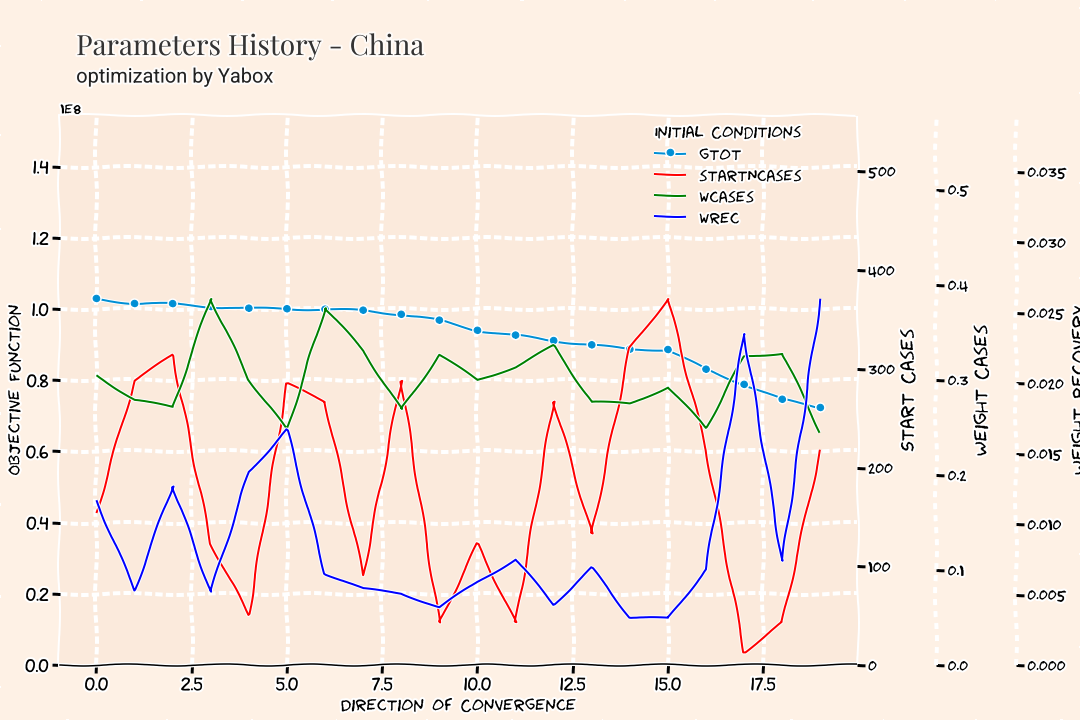 Parameters History - China
optimization by Yabox
1E8
INITIAL CONDITIONS
GTOT
STARTNCASES
WCASES
WREC
1.4
1.2
1.0
0.8
0.6
0.4
0.2
0.0
OBJECTIVE FUNCTION
0.0 2.5 5.0 7.5 10.0 12.5 15.0 17.5
DIRECTION OF CONVERGENCE
500
400
300
200
100
0
START CASES
0.5
0.4
0.3
0.2
0.1
0.0
WEIGHT CASES
0.035
0.030
0.025
0.020
0.015
0.010
0.005
0.000
WEIGHT RECOVERY